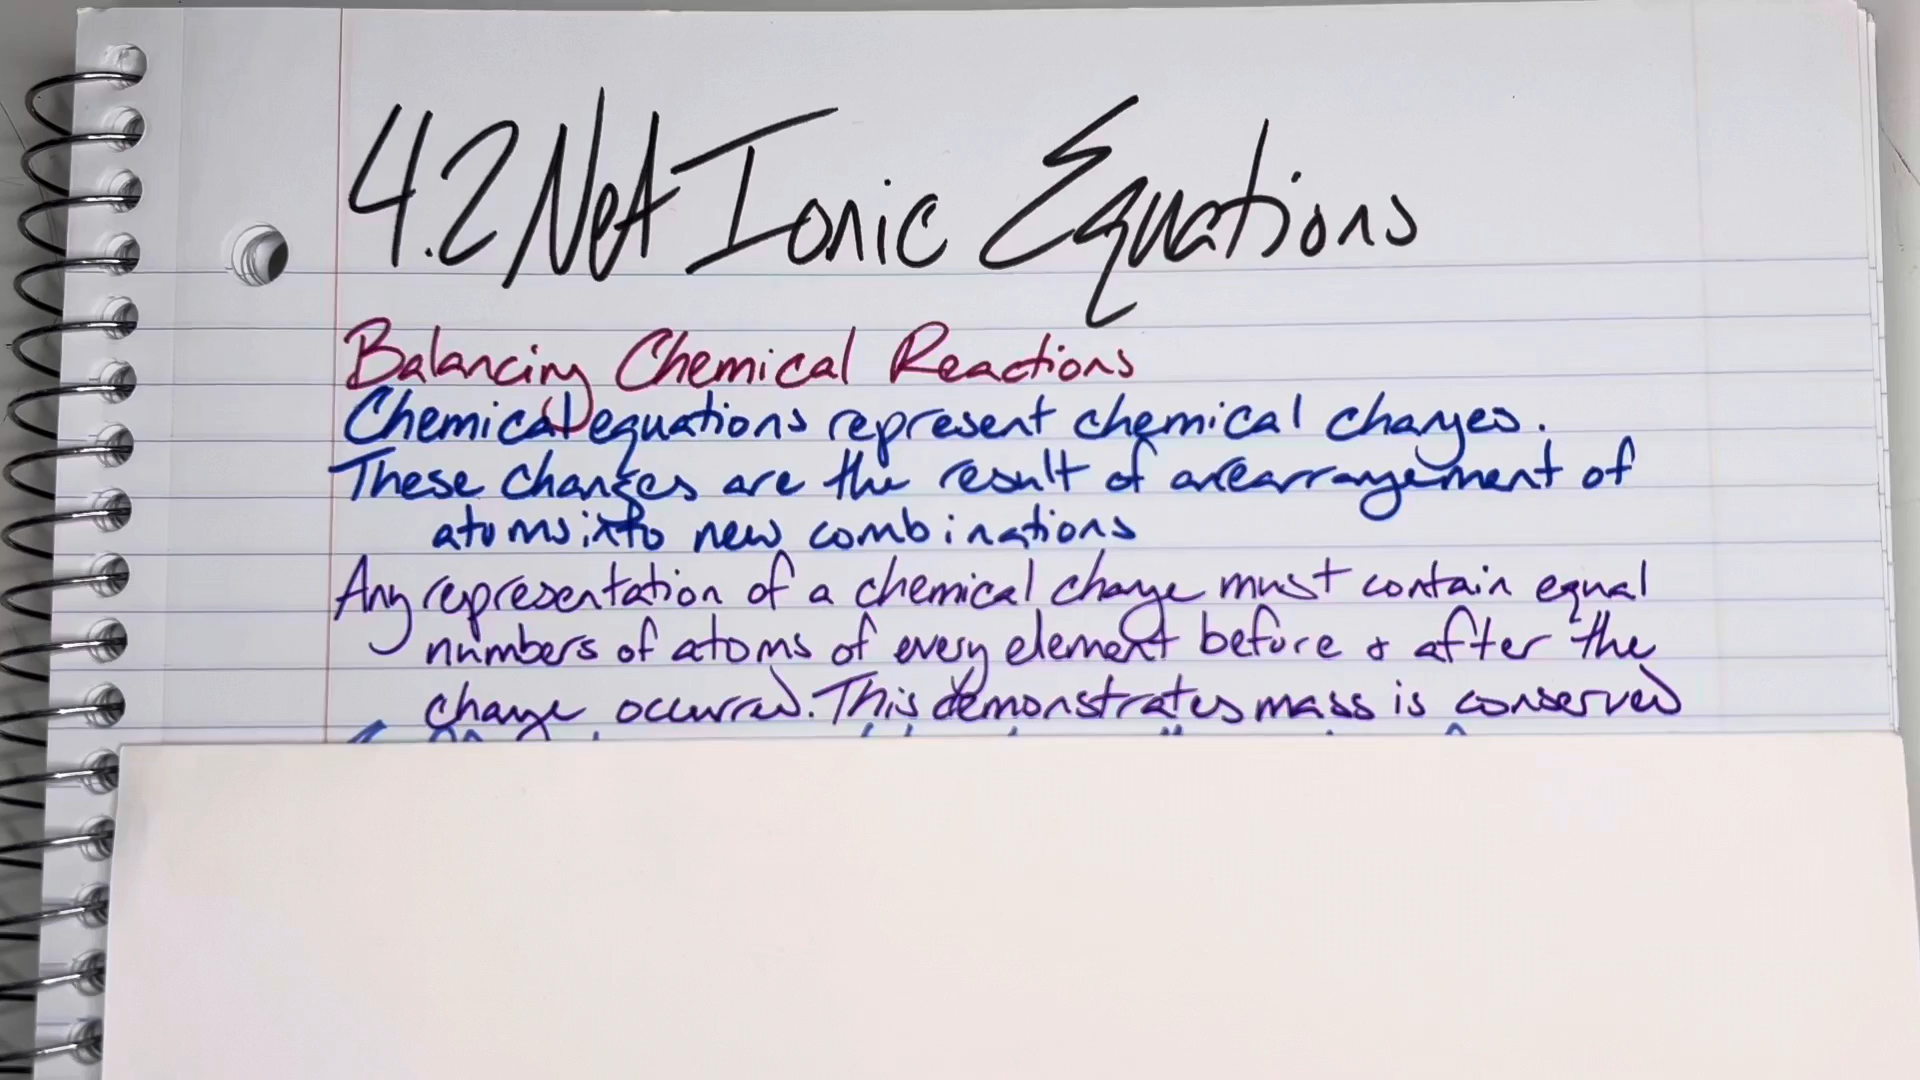 4.2 Net Ionic Equations
Balancing Chemical Reactions
Chemical equations represent chemical changes.
These changes are the result of a rearrangement of
atoms into new combinations
Any representation of a chemical change must contain equal
numbers of atoms of every element before & after the
change occurred. This demonstrates mass is conserved